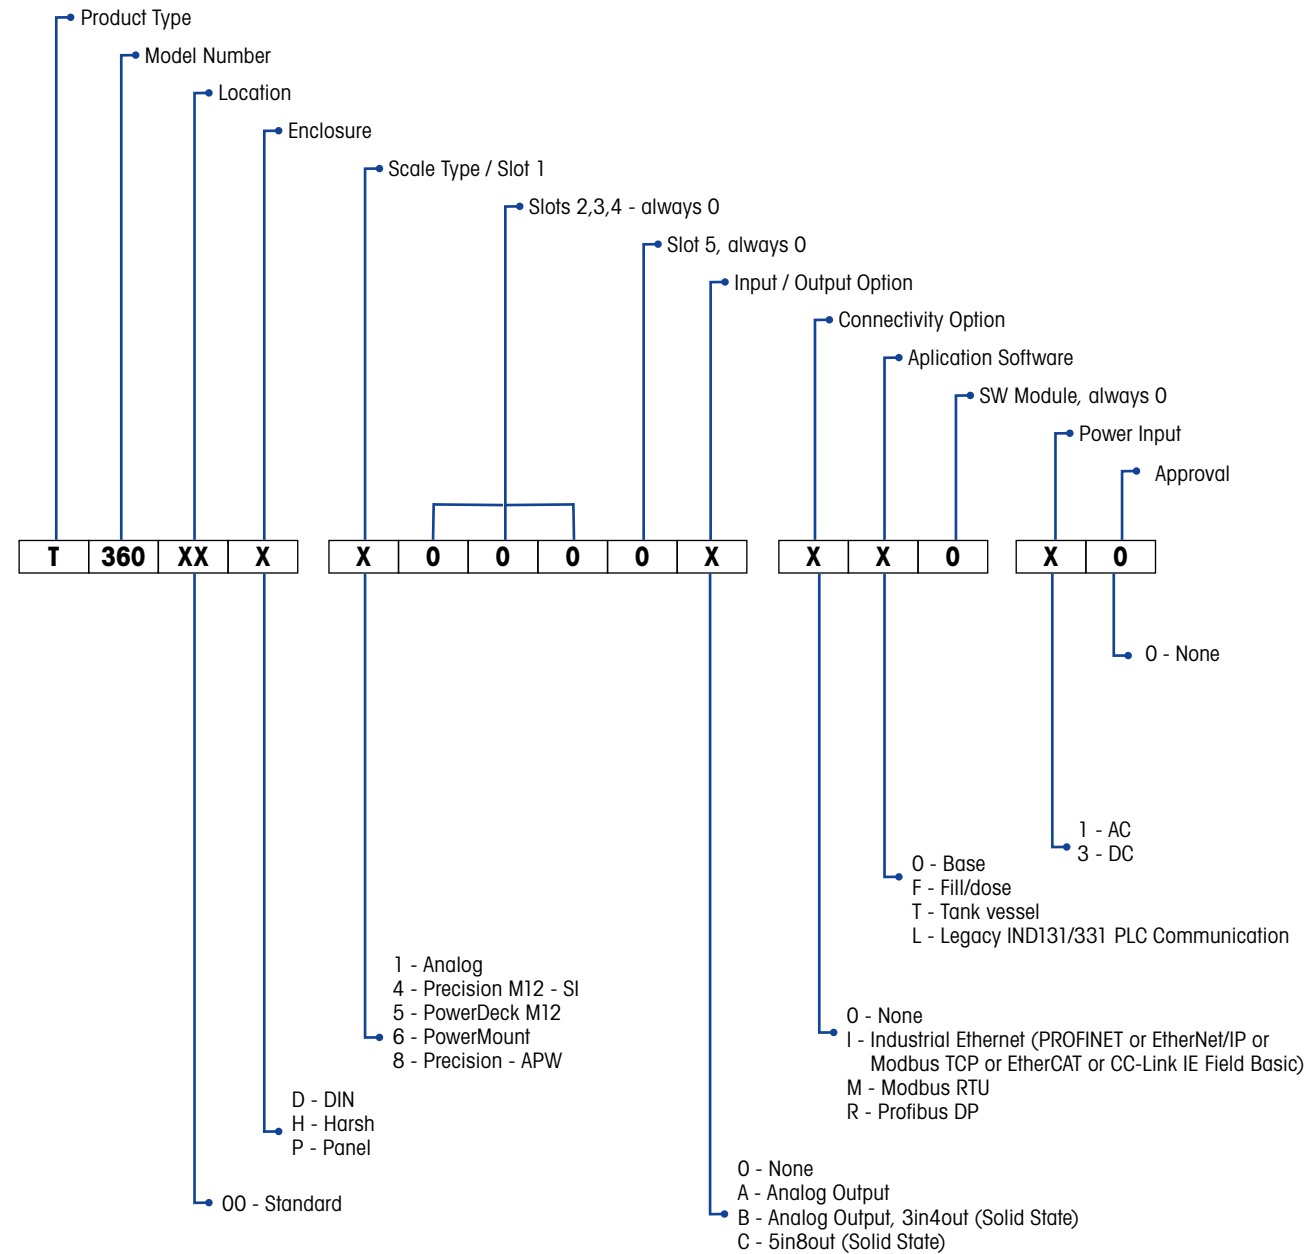 Product Type
Model Number
Location
Enclosure
Scale Type / Slot 1
Slots 2,3,4 - always 0
Slot 5, always 0
Input / Output Option
Connectivity Option
Aplication Software
SW Module, always 0
Power Input
Approval
T 360 XX X X 0 0 0 0 X X X 0 X 0
0 - None
1 - AC
3 - DC
0 - Base
F - Fill/dose
T - Tank vessel
L - Legacy IND131/331 PLC Communication
1 - Analog
4 - Precision M12 - SI
5 - PowerDeck M12
6 - PowerMount
8 - Precision - APW
0 - None
I - Industrial Ethernet (PROFINET or EtherNet/IP or
Modbus TCP or EtherCAT or CC-Link IE Field Basic)
M - Modbus RTU
R - Profibus DP
D - DIN
H - Harsh
P - Panel
00 - Standard
0 - None
A - Analog Output
B - Analog Output, 3in4out (Solid State)
C - 5in8out (Solid State)